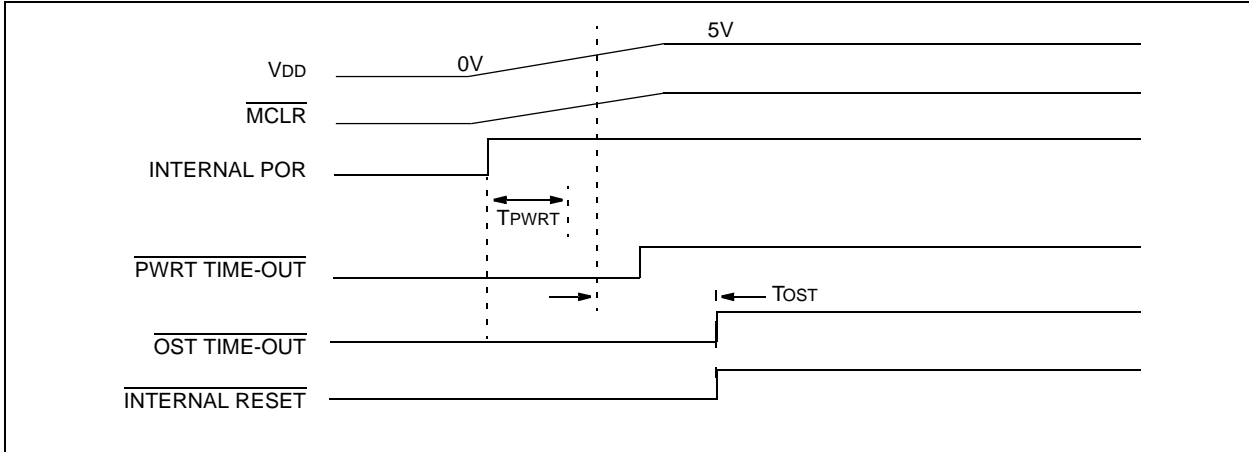 5V
VDD 0V
MCLR
INTERNAL POR
TPWRT
PWRT TIME-OUT
TOST
OST TIME-OUT
INTERNAL RESET